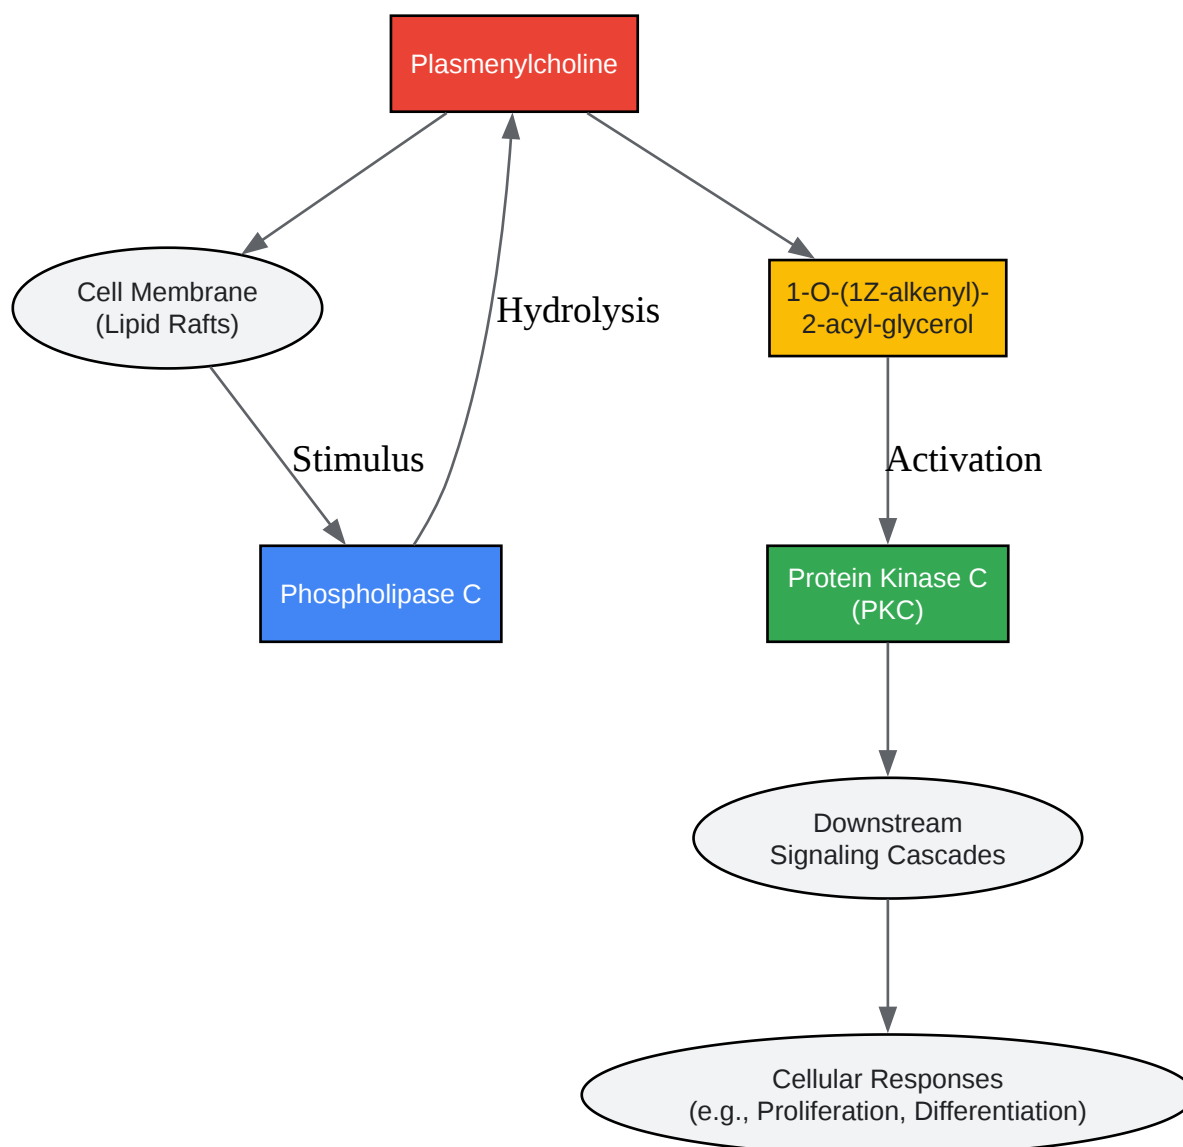 Plasmenylcholine
Cell Membrane
(Lipid Rafts)
1-O-(1Z-alkenyl)-
2-acyl-glycerol
Hydrolysis
Stimulus
Activation
Phospholipase C
Protein Kinase C
(PKC)
Downstream
Signaling Cascades
Cellular Responses
(e.g., Proliferation, Differentiation)